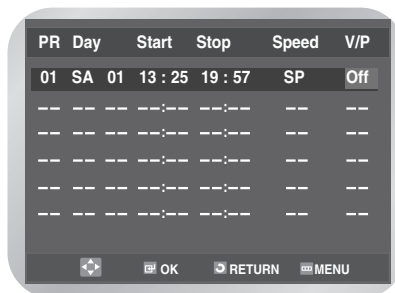 PR Day Start Stop Speed V/P
01 SA 01 13 : 25 19 : 57 SP Off
–– –– –– ––:–– ––:–– –– ––
–– –– –– ––:–– ––:–– –– ––
–– –– –– ––:–– ––:–– –– ––
–– –– –– ––:–– ––:–– –– ––
–– –– –– ––:–– ––:–– –– ––
OK RETURN MENU